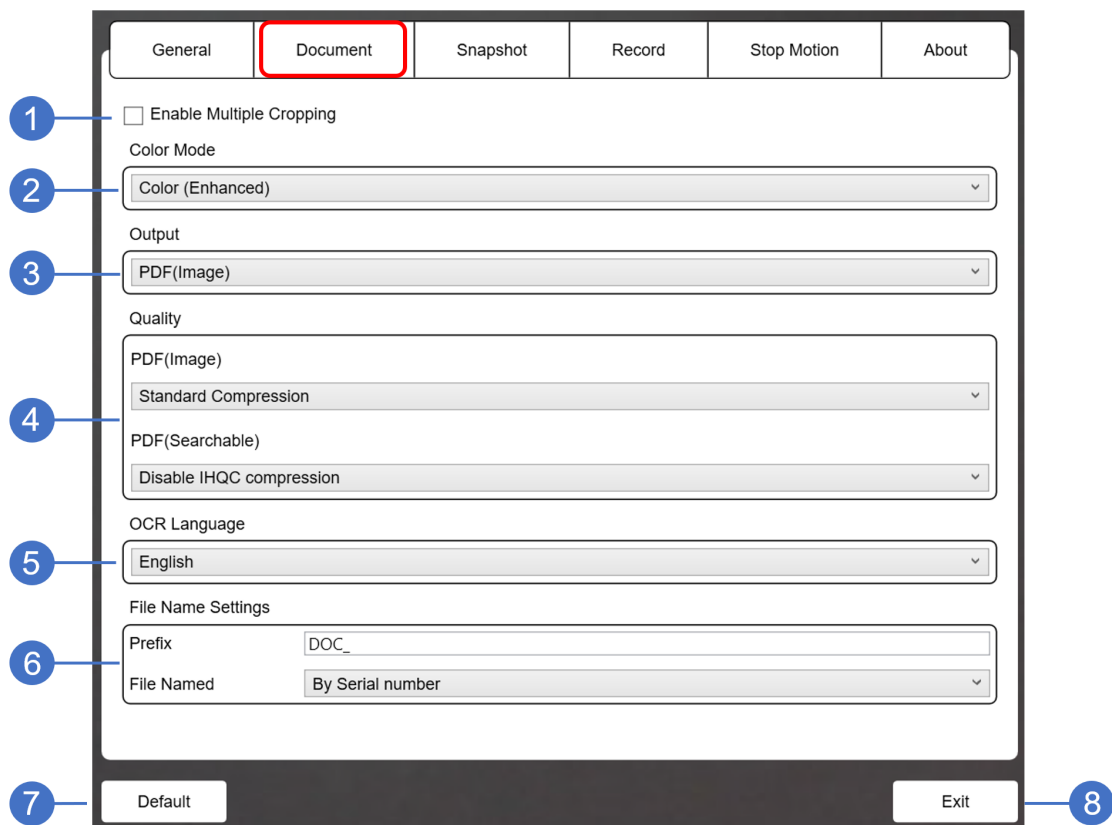 General Document Snapshot Record Stop Motion About
1 Enable Multiple Cropping
Color Mode
2 Color (Enhanced)
Output
3 PDF(Image)
Quality
PDF(Image)
Standard Compression
4
PDF(Searchable)
Disable IHQC compression
OCR Language
5 English
File Name Settings
Prefix DOC_
6
File Named By Serial number
7 Default Exit 8